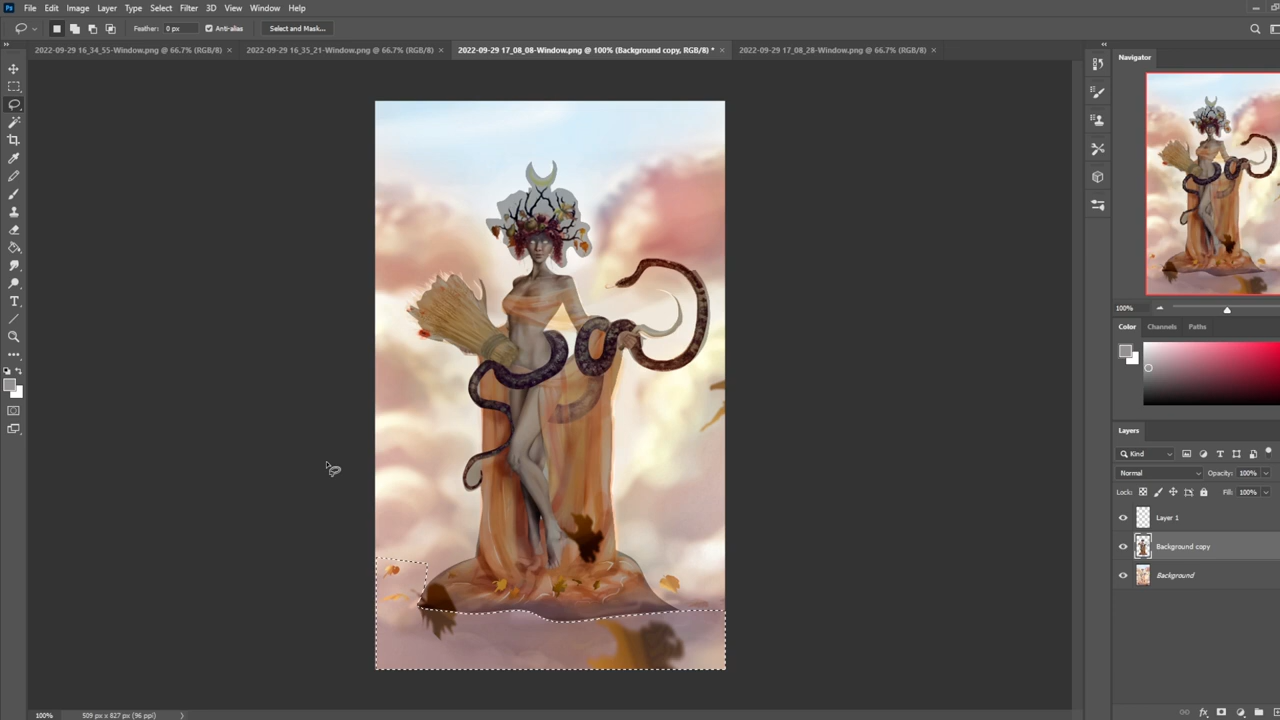 Ps File Edit Image Layer Type Select Filter 3D View Window Help
Feather: 0 px Anti-alias Select and Mask...
2022-09-29 16_34_55-Window.png @ 66.7% (RGB/8) × 2022-09-29 16_35_21-Window.png @ 66.7% (RGB/8) × 2022-09-29 17_08_08-Window.png @ 100% (Background copy, RGB/8) * × 2022-09-29 17_08_28-Window.png @ 66.7% (RGB/8) ×
Navigator
100%
Color Channels Paths
Layers
Kind
Normal Opacity: 100%
Lock: Fill: 100%
Layer 1
Background copy
Background
fx
100% 509 px x 827 px (96 ppi)